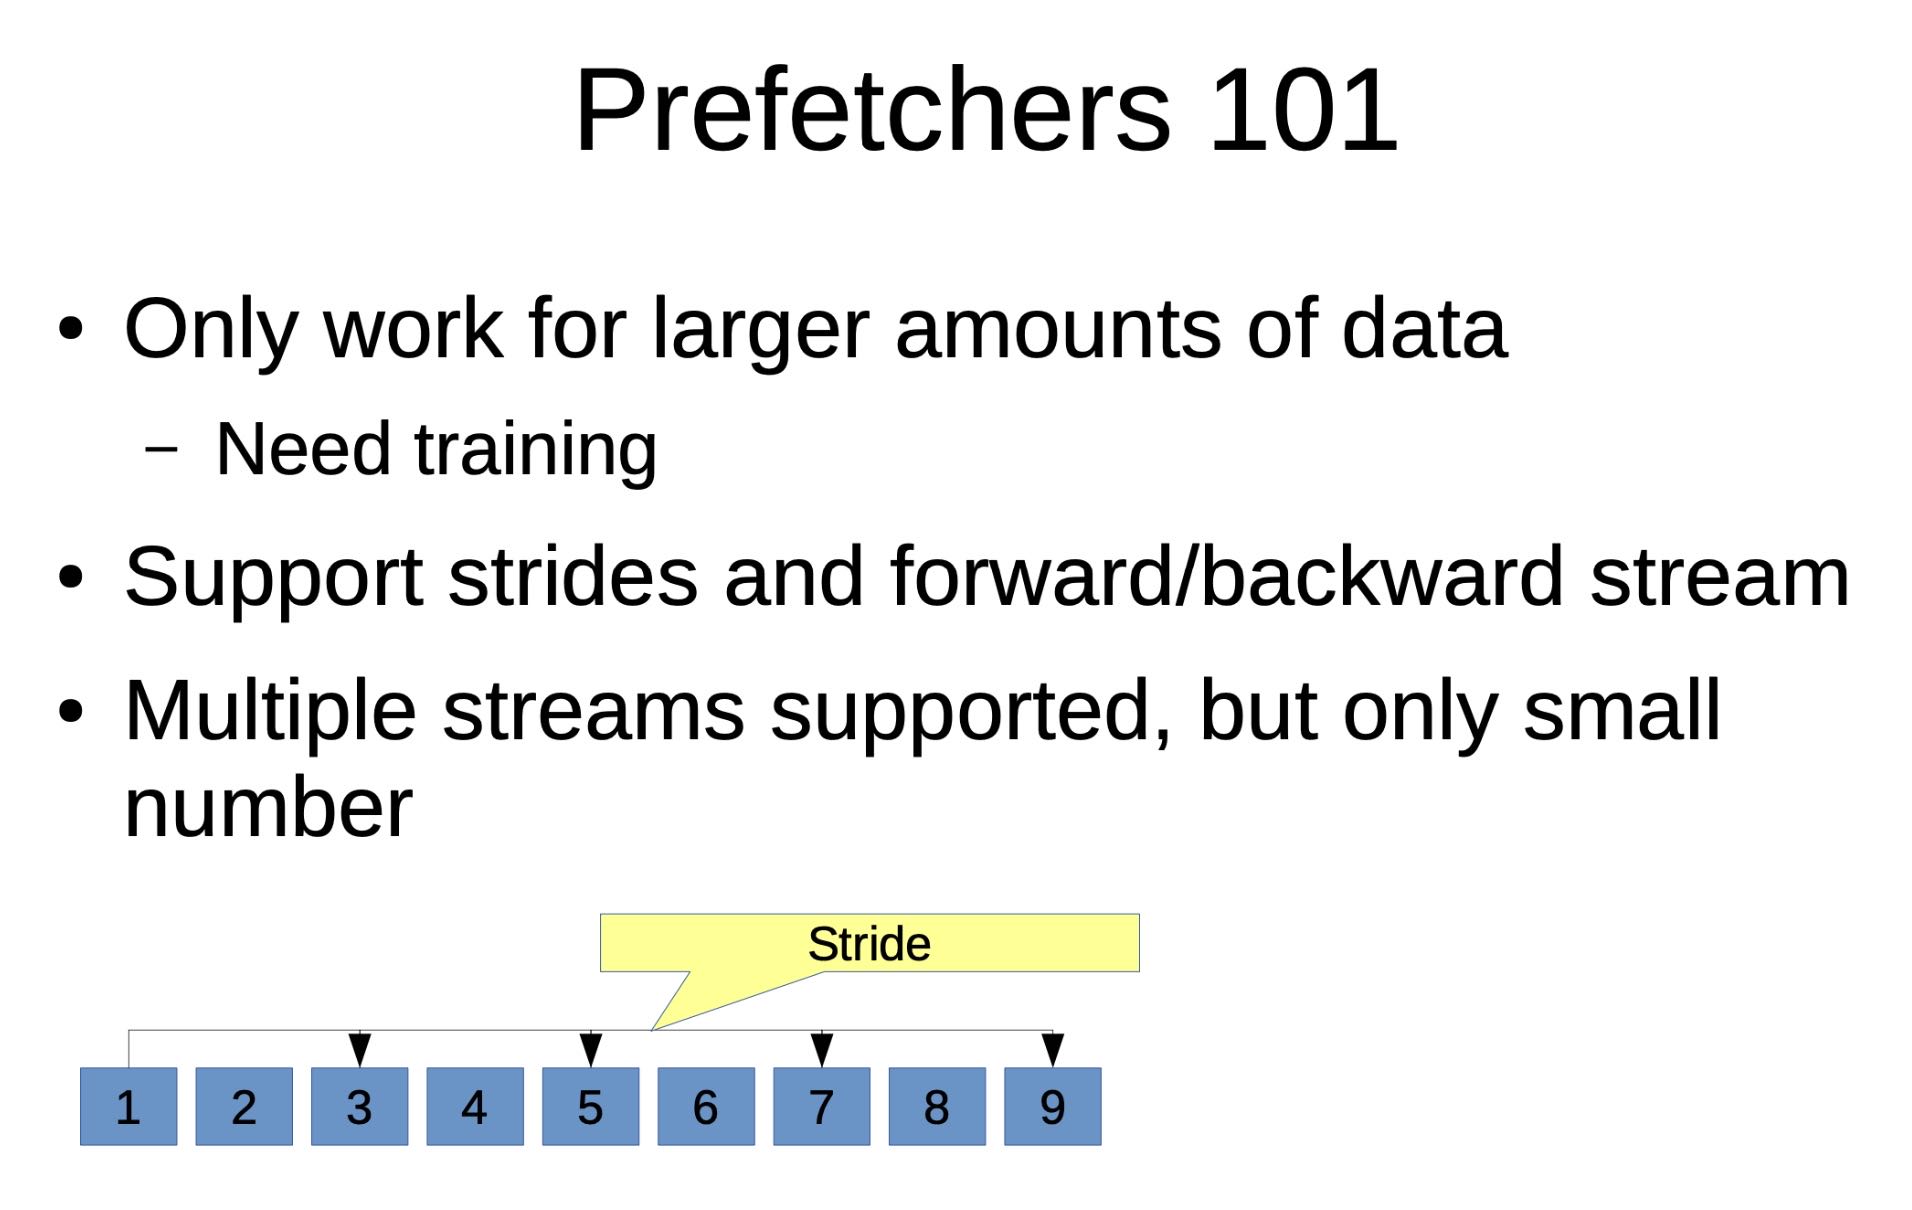 Prefetchers 101
• Only work for larger amounts of data
– Need training
• Support strides and forward/backward stream
• Multiple streams supported, but only small
number
Stride
1 2 3 4 5 6 7 8 9